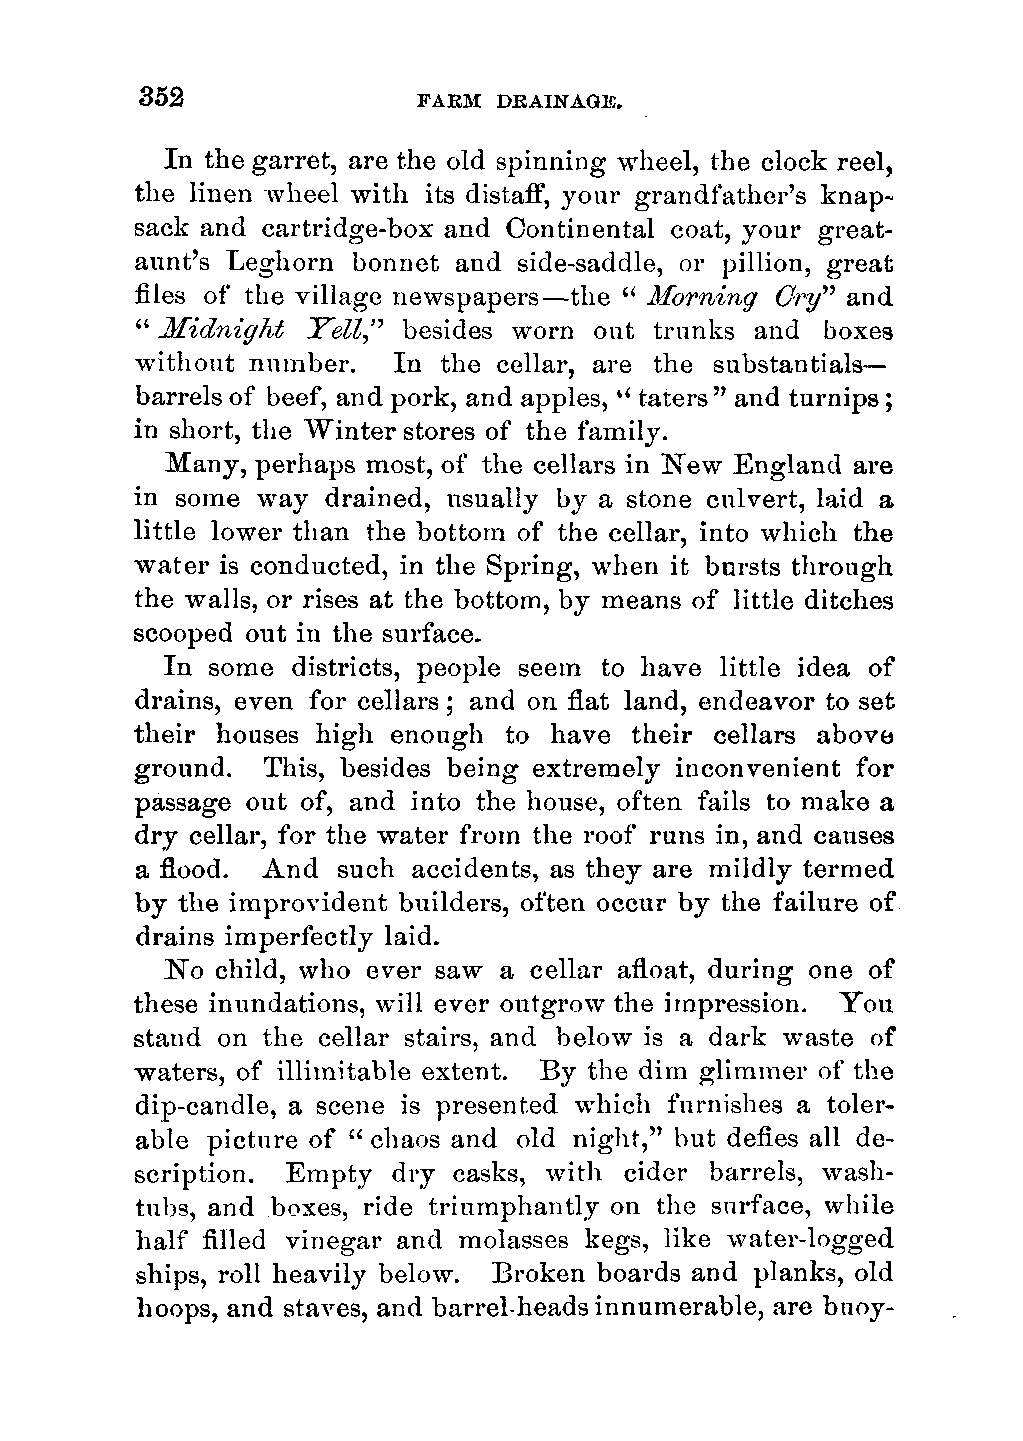 352 FARM DRAINAGE.
In the garret, are the old spinning wheel, the clock reel,
the linen wheel with its distaff, your grandfather's knap-
sack and cartridge-box and Continental coat, your great-
aunt's Leghorn bonnet and side-saddle, or pillion, great
files of the village newspapers—the " Morning Cry" and
" Midnight Yell," besides worn out trunks and boxes
without number. In the cellar, are the substantials—
barrels of beef, and pork, and apples, " taters " and turnips ;
in short, the Winter stores of the family.
Many, perhaps most, of the cellars in New England are
in some way drained, usually by a stone culvert, laid a
little lower than the bottom of the cellar, into which the
water is conducted, in the Spring, when it bursts through
the walls, or rises at the bottom, by means of little ditches
scooped out in the surface.
In some districts, people seem to have little idea of
drains, even for cellars ; and on flat land, endeavor to set
their houses high enough to have their cellars above
ground. This, besides being extremely inconvenient for
passage out of, and into the house, often fails to make a
dry cellar, for the water from the roof runs in, and causes
a flood. And such accidents, as they are mildly termed
by the improvident builders, often occur by the failure of
drains imperfectly laid.
No child, who ever saw a cellar afloat, during one of
these inundations, will ever outgrow the impression. You
stand on the cellar stairs, and below is a dark waste of
waters, of illimitable extent. By the dim glimmer of the
dip-candle, a scene is presented which furnishes a toler-
able picture of " chaos and old night," but defies all de-
scription. Empty dry casks, with cider barrels, wash-
tubs, and boxes, ride triumphantly on the surface, while
half filled vinegar and molasses kegs, like water-logged
ships, roll heavily below. Broken boards and planks, old
hoops, and staves, and barrel-heads innumerable, are buoy-